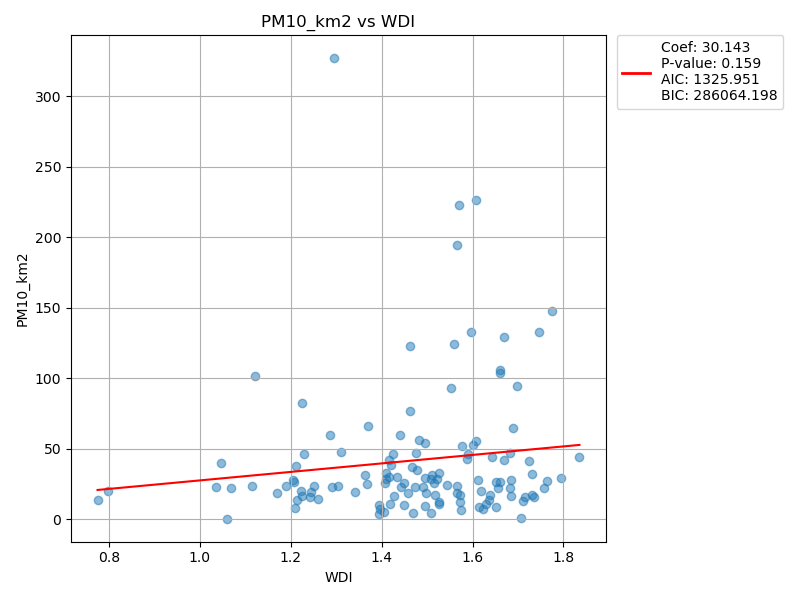 PM10_km2 vs WDI
Coef: 30.143
P-value: 0.159
AIC: 1325.951
BIC: 286064.198
PM10_km2
300
250
200
150
100
50
0
0.8 1.0 1.2 1.4 1.6 1.8
WDI